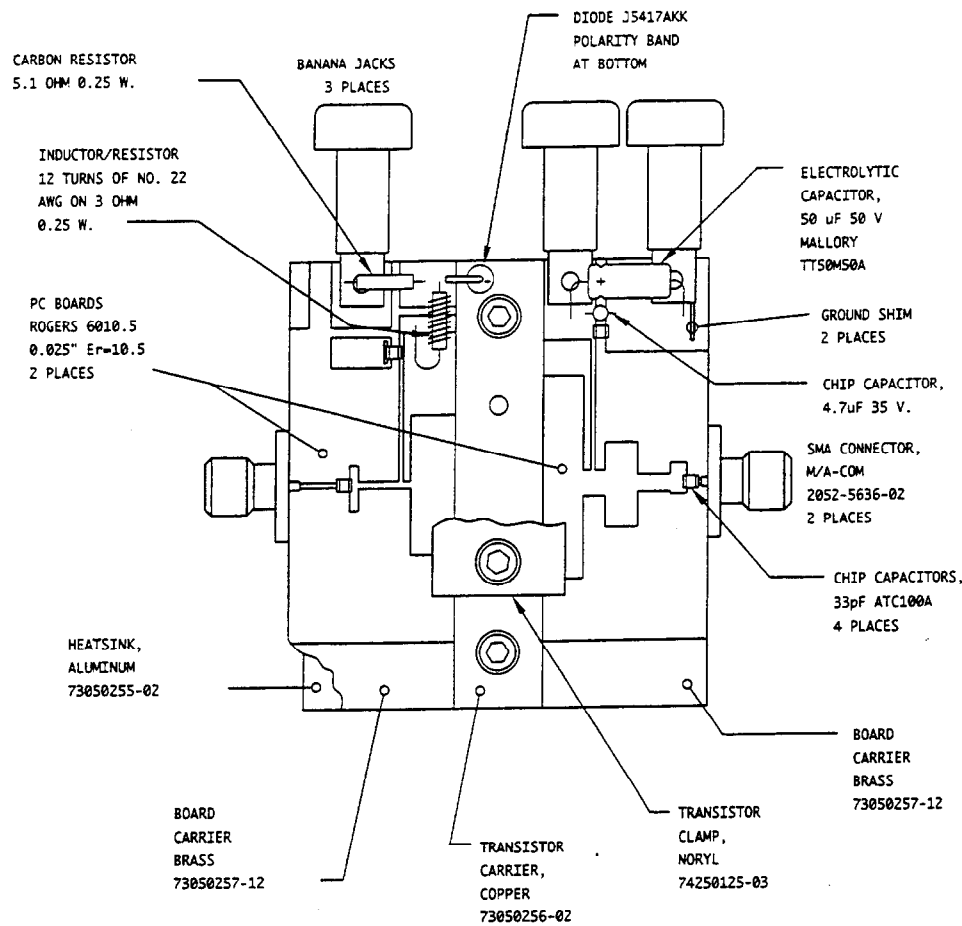 DIODE J5417AKK
POLARITY BAND
AT BOTTOM
CARBON RESISTOR
5.1 OHM 0.25 W.
BANANA JACKS
3 PLACES
INDUCTOR/RESISTOR
12 TURNS OF NO. 22
AWG ON 3 OHM
0.25 W.
ELECTROLYTIC
CAPACITOR,
50 uF 50 V
MALLORY
TT50M50A
PC BOARDS
ROGERS 6010.5
0.025" Er=10.5
2 PLACES
GROUND SHIM
2 PLACES
CHIP CAPACITOR,
4.7uF 35 V.
SMA CONNECTOR,
M/A-COM
2052-5636-02
2 PLACES
CHIP CAPACITORS,
33pF ATC100A
4 PLACES
HEATSINK,
ALUMINUM
73050255-02
BOARD
CARRIER
BRASS
73050257-12
BOARD
CARRIER
BRASS
73050257-12
TRANSISTOR
CARRIER,
COPPER
73050256-02
TRANSISTOR
CLAMP,
NORYL
74250125-03